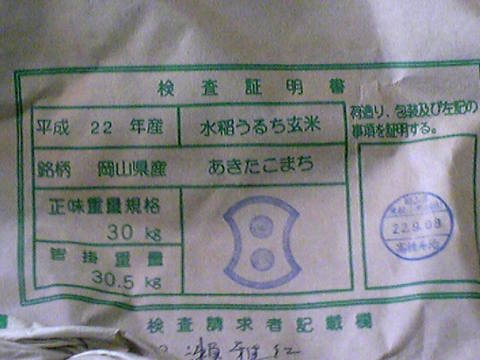 検査証明書
平成 22 年産 水稲うるち玄米
荷造り、包装及び左記の
事項を証明する。
銘柄 岡山県産 あきたこまち
正味重量規格
30 kg
皆掛重量
30.5 kg
22.9.08
検査請求者記載欄